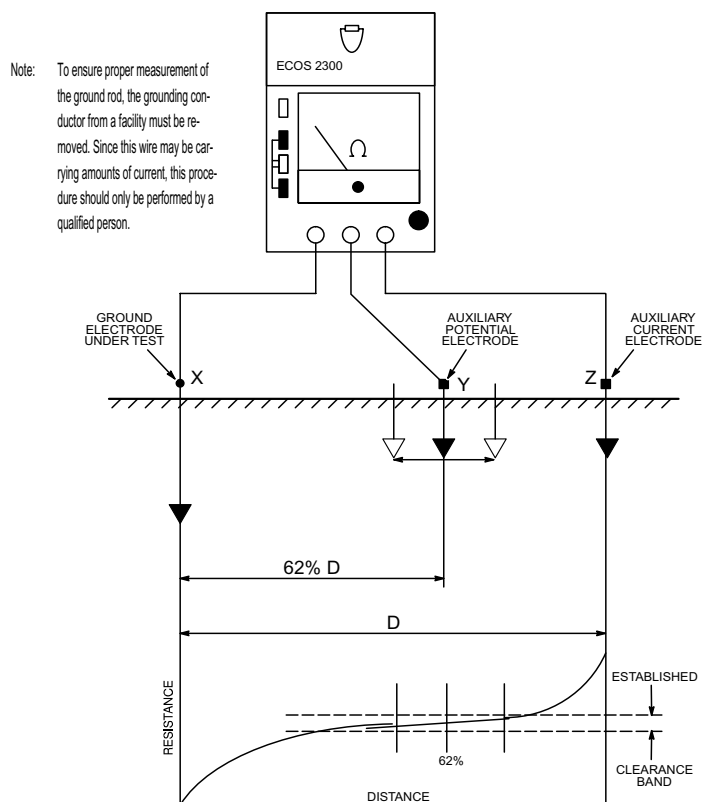 ECOS 2300
Note: To ensure proper measurement of
the ground rod, the grounding con-
ductor from a facility must be re-
moved. Since this wire may be car-
rying amounts of current, this proce-
dure should only be performed by a
qualified person.
Ω
GROUND
ELECTRODE
UNDER TEST
AUXILIARY
POTENTIAL
ELECTRODE
AUXILIARY
CURRENT
ELECTRODE
X
Y
Z
62% D
D
RESISTANCE
ESTABLISHED
62%
CLEARANCE
BAND
DISTANCE